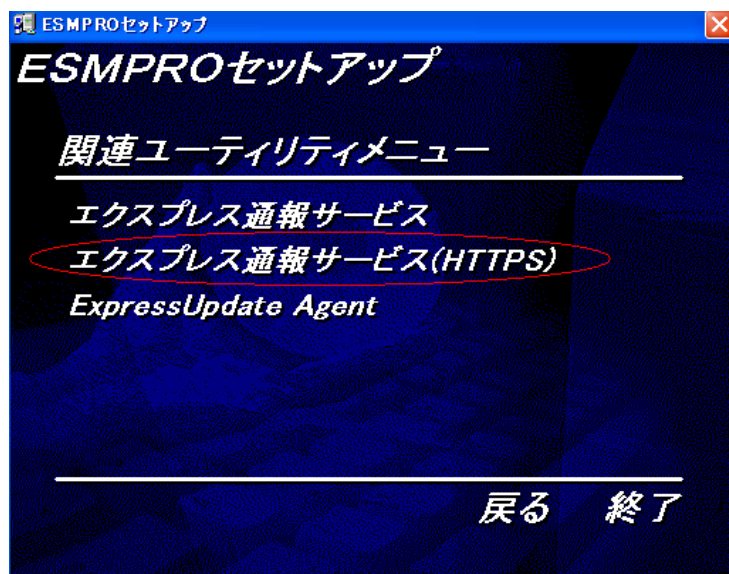 ESMPROセットアップ
ESMPROセットアップ
関連ユーティリティメニュー
エクスプレス通報サービス
エクスプレス通報サービス(HTTPS)
ExpressUpdate Agent
戻る 終了